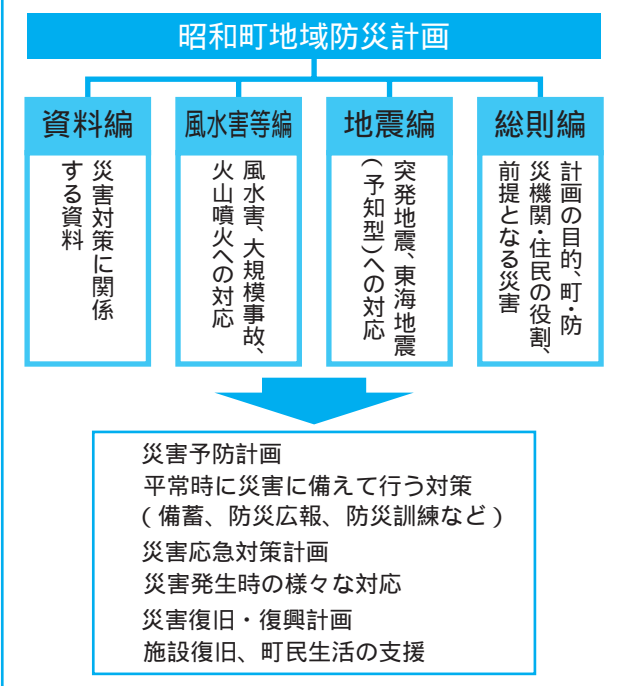 昭和町地域防災計画
総則編
計画の目的、町・防
災機関・住民の役割、
前提となる災害
地震編
突発地震、東海地震
(予知型)への対応
風水害等編
風水害、大規模事故、
火山噴火への対応
資料編
災害対策に関係
する資料
災害予防計画
平常時に災害に備えて行う対策
(備蓄、防災広報、防災訓練など)
災害応急対策計画
災害発生時の様々な対応
災害復旧・復興計画
施設復旧、町民生活の支援